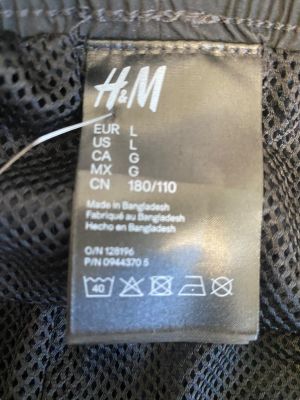 H&M
EUR L
US L
CA G
MX G
CN 180/110
Made in Bangladesh
Fabriqué au Bangladesh
Hecho en Bangladesh
O/N 128196
P/N 0944370 5
40